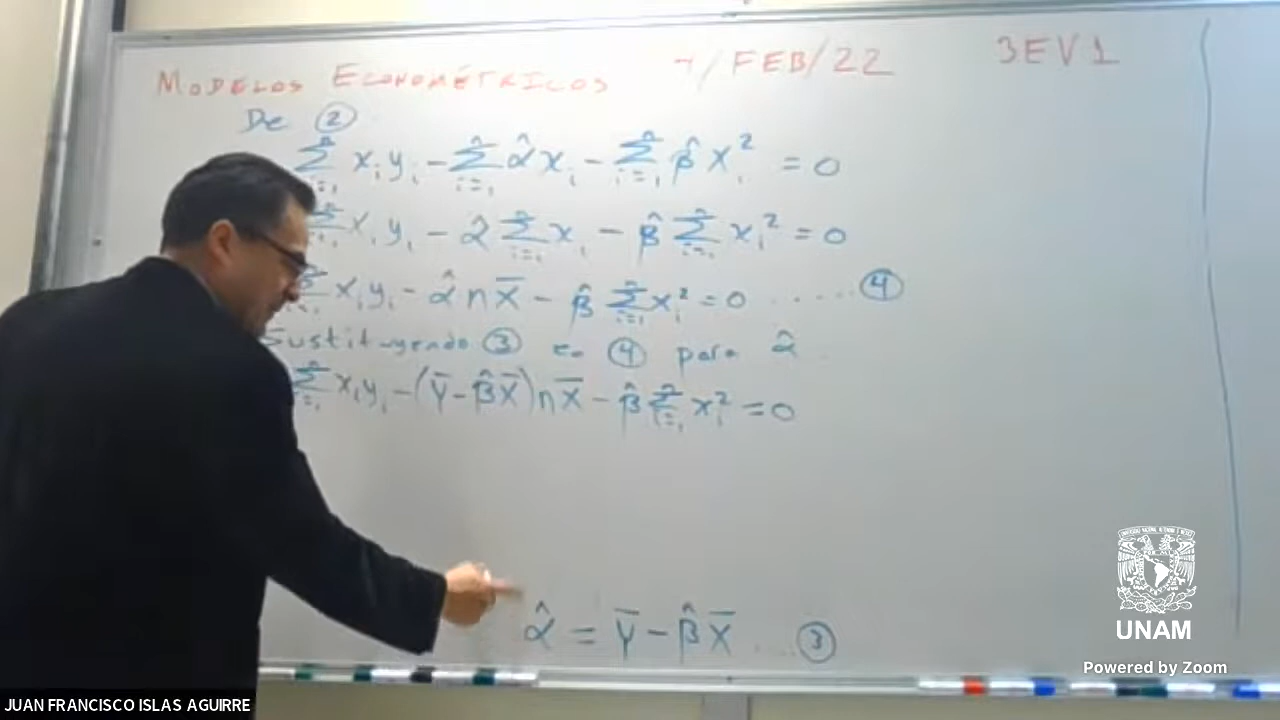 MODELOS ECONOMÉTRICOS 7/FEB/22 3EV1
De ②
∑ᵢ₌₁ⁿ xᵢyᵢ - ∑ᵢ₌₁ⁿ α̂xᵢ - ∑ᵢ₌₁ⁿ β̂xᵢ² = 0
∑ᵢ₌₁ⁿ xᵢyᵢ - α̂ ∑ᵢ₌₁ⁿ xᵢ - β̂ ∑ᵢ₌₁ⁿ xᵢ² = 0
∑ᵢ₌₁ⁿ xᵢyᵢ - α̂nX̅ - β̂ ∑ᵢ₌₁ⁿ xᵢ² = 0 ..... ④
Sustituyendo ③ en ④ para α̂
∑ᵢ₌₁ⁿ xᵢyᵢ - (Y̅ - β̂X̅)nX̅ - β̂ ∑ᵢ₌₁ⁿ xᵢ² = 0
α̂ = Y̅ - β̂X̅ ... ③
UNAM
Powered by Zoom
JUAN FRANCISCO ISLAS AGUIRRE